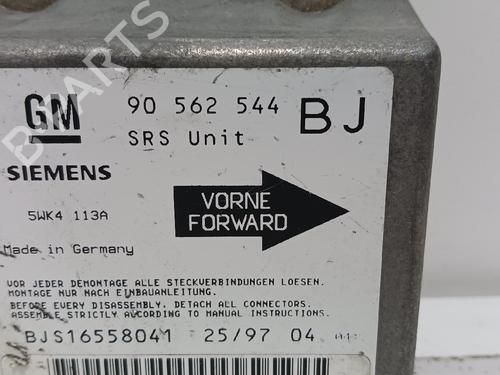 GM 90 562 544 BJ
SRS Unit
SIEMENS
5WK4 113A
VORNE
FORWARD
Made in Germany
VOR JEDER DEMONTAGE ALLE STECKVERBINDUNGEN LOESEN.
MONTAGE NUR NACH EINBAUANLEITUNG.
BEFORE EVERY DISASSEMBLY, DETACH ALL CONNECTORS.
ASSEMBLE STRICTLY ACCORDING TO MANUAL INSTRUCTIONS.
BJS16558041 25/97 04